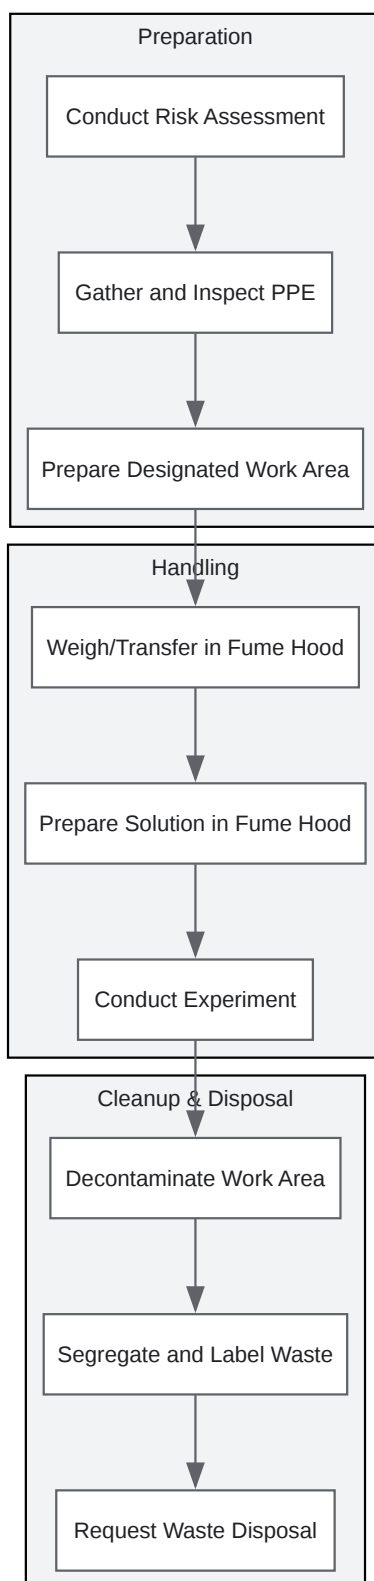 Preparation
Conduct Risk Assessment
Gather and Inspect PPE
Prepare Designated Work Area
Handling
Weigh/Transfer in Fume Hood
Prepare Solution in Fume Hood
Conduct Experiment
Cleanup & Disposal
Decontaminate Work Area
Segregate and Label Waste
Request Waste Disposal